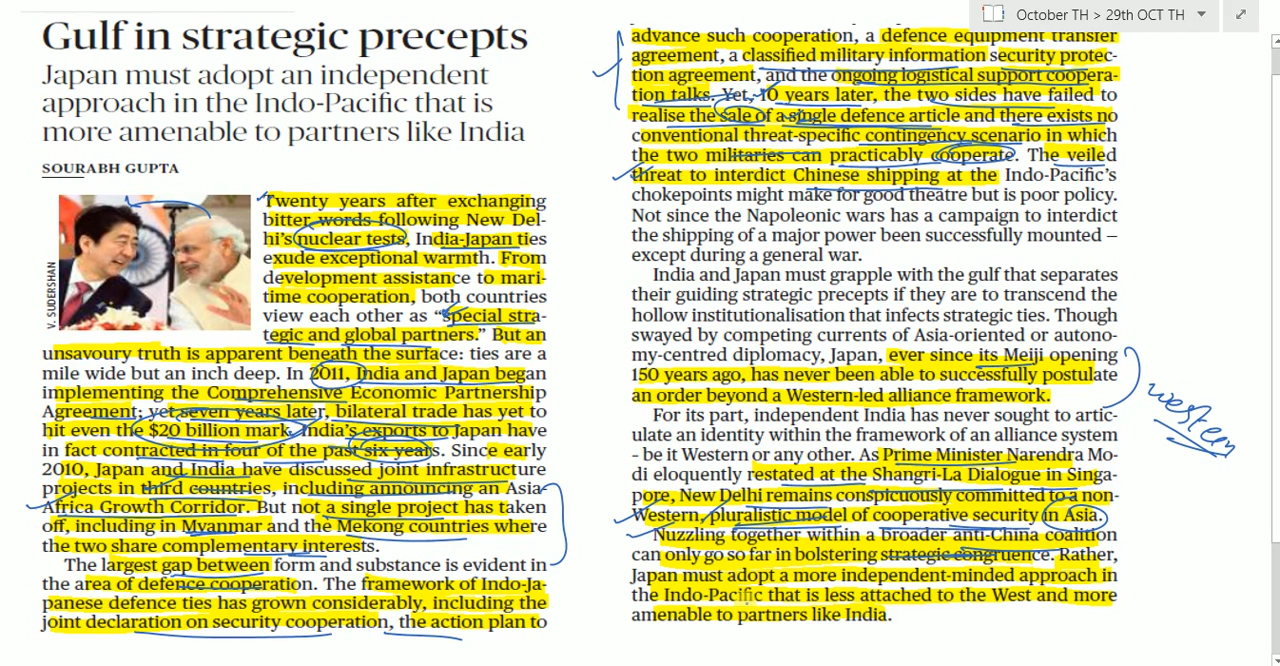 October TH > 29th OCT TH
Gulf in strategic precepts
Japan must adopt an independent
approach in the Indo-Pacific that is
more amenable to partners like India
SOURABH GUPTA
V. SUDERSHAN
Twenty years after exchanging
bitter words following New Del-
hi's nuclear tests, India-Japan ties
exude exceptional warmth. From
development assistance to mari-
time cooperation, both countries
view each other as “special stra-
tegic and global partners.” But an
unsavoury truth is apparent beneath the surface: ties are a
mile wide but an inch deep. In 2011, India and Japan began
implementing the Comprehensive Economic Partnership
Agreement; yet seven years later, bilateral trade has yet to
hit even the $20 billion mark. India's exports to Japan have
in fact contracted in four of the past six years. Since early
2010, Japan and India have discussed joint infrastructure
projects in third countries, including announcing an Asia-
Africa Growth Corridor. But not a single project has taken
off, including in Myanmar and the Mekong countries where
the two share complementary interests.
The largest gap between form and substance is evident in
the area of defence cooperation. The framework of Indo-Ja-
panese defence ties has grown considerably, including the
joint declaration on security cooperation, the action plan to
advance such cooperation, a defence equipment transfer
agreement, a classified military information security protec-
tion agreement, and the ongoing logistical support coopera-
tion talks. Yet, 10 years later, the two sides have failed to
realise the sale of a single defence article and there exists no
conventional threat-specific contingency scenario in which
the two militaries can practicably cooperate. The veiled
threat to interdict Chinese shipping at the Indo-Pacific's
chokepoints might make for good theatre but is poor policy.
Not since the Napoleonic wars has a campaign to interdict
the shipping of a major power been successfully mounted –
except during a general war.
India and Japan must grapple with the gulf that separates
their guiding strategic precepts if they are to transcend the
hollow institutionalisation that infects strategic ties. Though
swayed by competing currents of Asia-oriented or autono-
my-centred diplomacy, Japan, ever since its Meiji opening
150 years ago, has never been able to successfully postulate
an order beyond a Western-led alliance framework.
For its part, independent India has never sought to artic-
ulate an identity within the framework of an alliance system
- be it Western or any other. As Prime Minister Narendra Mo-
di eloquently restated at the Shangri-La Dialogue in Singa-
pore, New Delhi remains conspicuously committed to a non-
Western, pluralistic model of cooperative security in Asia.
Nuzzling together within a broader anti-China coalition
can only go so far in bolstering strategic congruence. Rather,
Japan must adopt a more independent-minded approach in
the Indo-Pacific that is less attached to the West and more
amenable to partners like India.
western